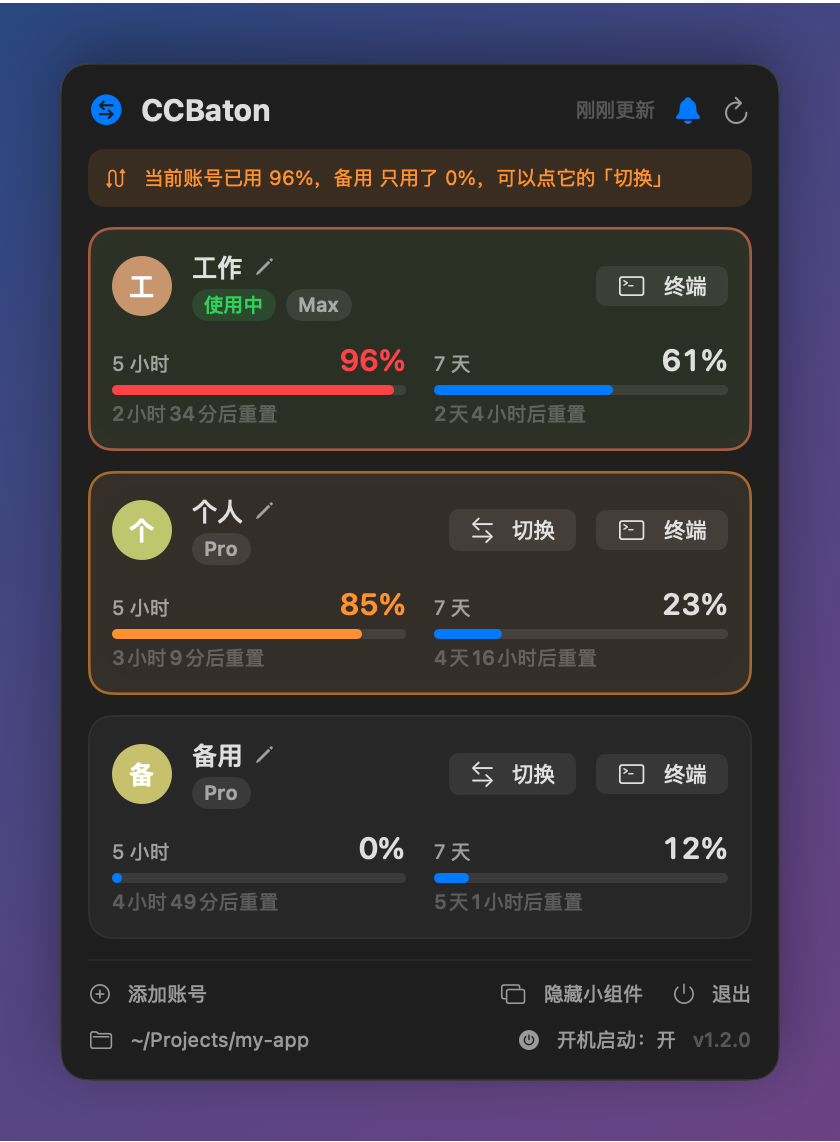 CCBaton 刚刚更新
当前账号已用 96%，备用 只用了 0%，可以点它的「切换」
工 工作 终端
使用中 Max
5 小时 96% 7 天 61%
2小时34分后重置 2天4小时后重置
个 个人 切换 终端
Pro
5 小时 85% 7 天 23%
3小时9分后重置 4天16小时后重置
备 备用 切换 终端
Pro
5 小时 0% 7 天 12%
4小时49分后重置 5天1小时后重置
添加账号 隐藏小组件 退出
~/Projects/my-app 开机启动：开 v1.2.0